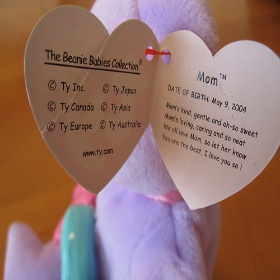 The Beanie Babies Collection®
© Ty Inc. © Ty Japan
© Ty Canada © Ty Asia
© Ty Europe © Ty Australia
www.ty.com
Mom™
DATE OF BIRTH: May 9, 2004
Mom's kind, gentle and oh-so sweet
Mom's loving, caring and so neat
We all love Mom, so let her know
You are the best, I love you so!